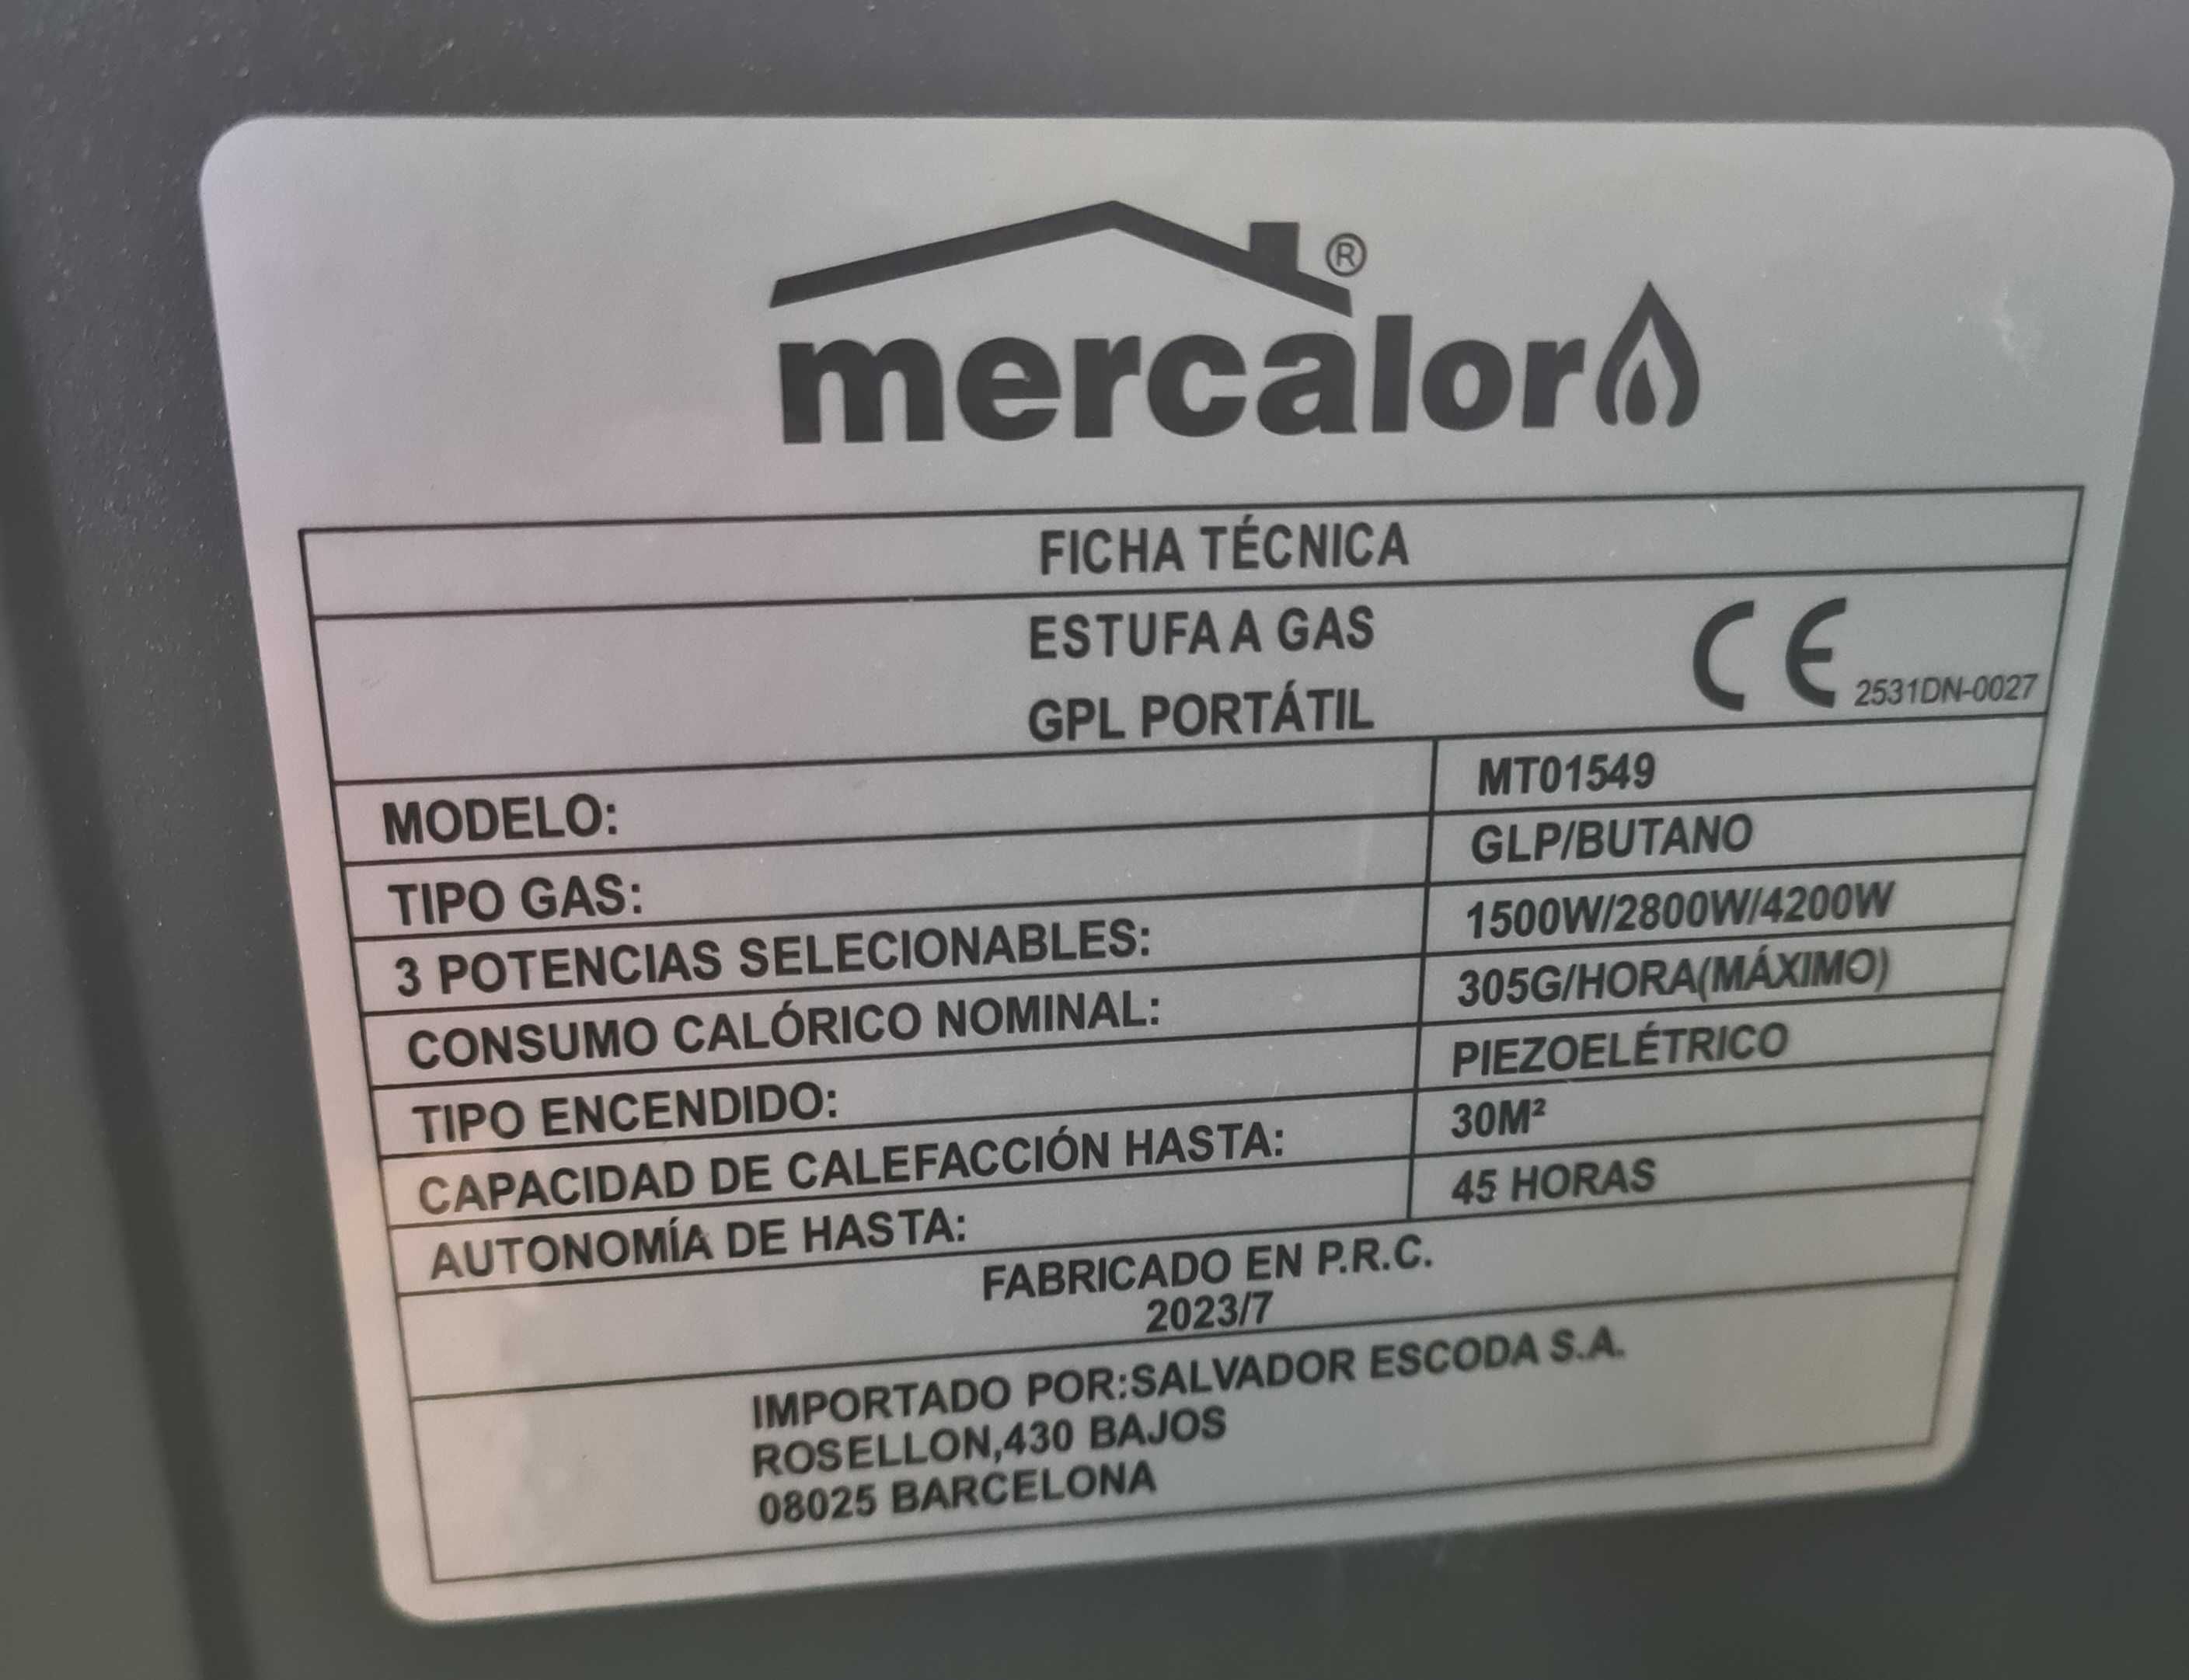 mercalor®
FICHA TÉCNICA
ESTUFA A GAS
GPL PORTÁTIL
CE 2531DN-0027
MODELO: MT01549
TIPO GAS: GLP/BUTANO
3 POTENCIAS SELECIONABLES: 1500W/2800W/4200W
CONSUMO CALÓRICO NOMINAL: 305G/HORA(MÁXIMO)
TIPO ENCENDIDO: PIEZOELÉTRICO
CAPACIDAD DE CALEFACCIÓN HASTA: 30M²
AUTONOMÍA DE HASTA: 45 HORAS
FABRICADO EN P.R.C.
2023/7
IMPORTADO POR:SALVADOR ESCODA S.A.
ROSELLON,430 BAJOS
08025 BARCELONA